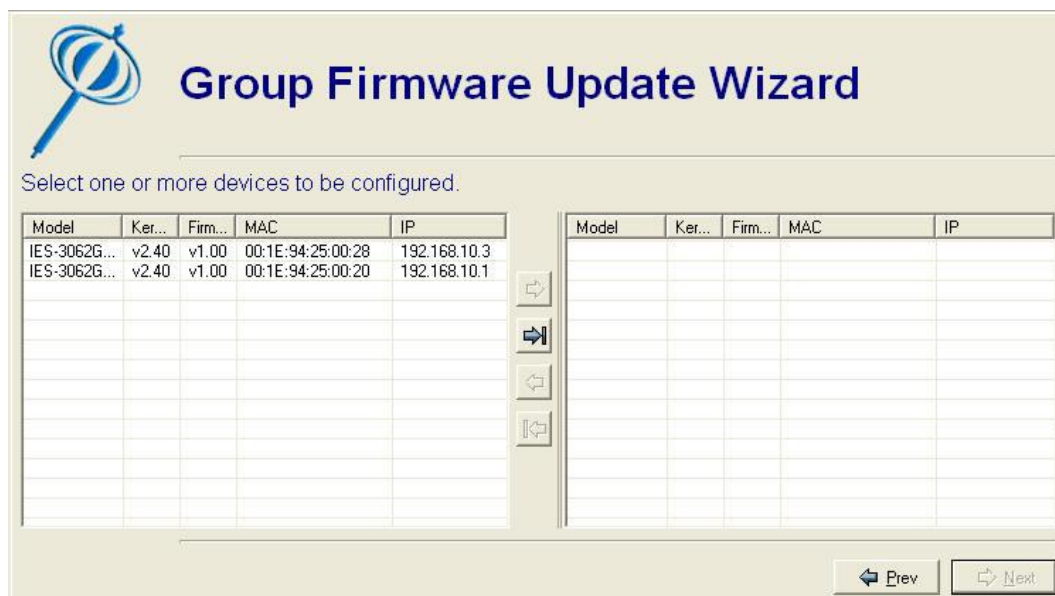 Group Firmware Update Wizard
Select one or more devices to be configured.
Model Ker... Firm... MAC IP
IES-3062G... v2.40 v1.00 00:1E:94:25:00:28 192.168.10.3
IES-3062G... v2.40 v1.00 00:1E:94:25:00:20 192.168.10.1
Model Ker... Firm... MAC IP
Prev Next